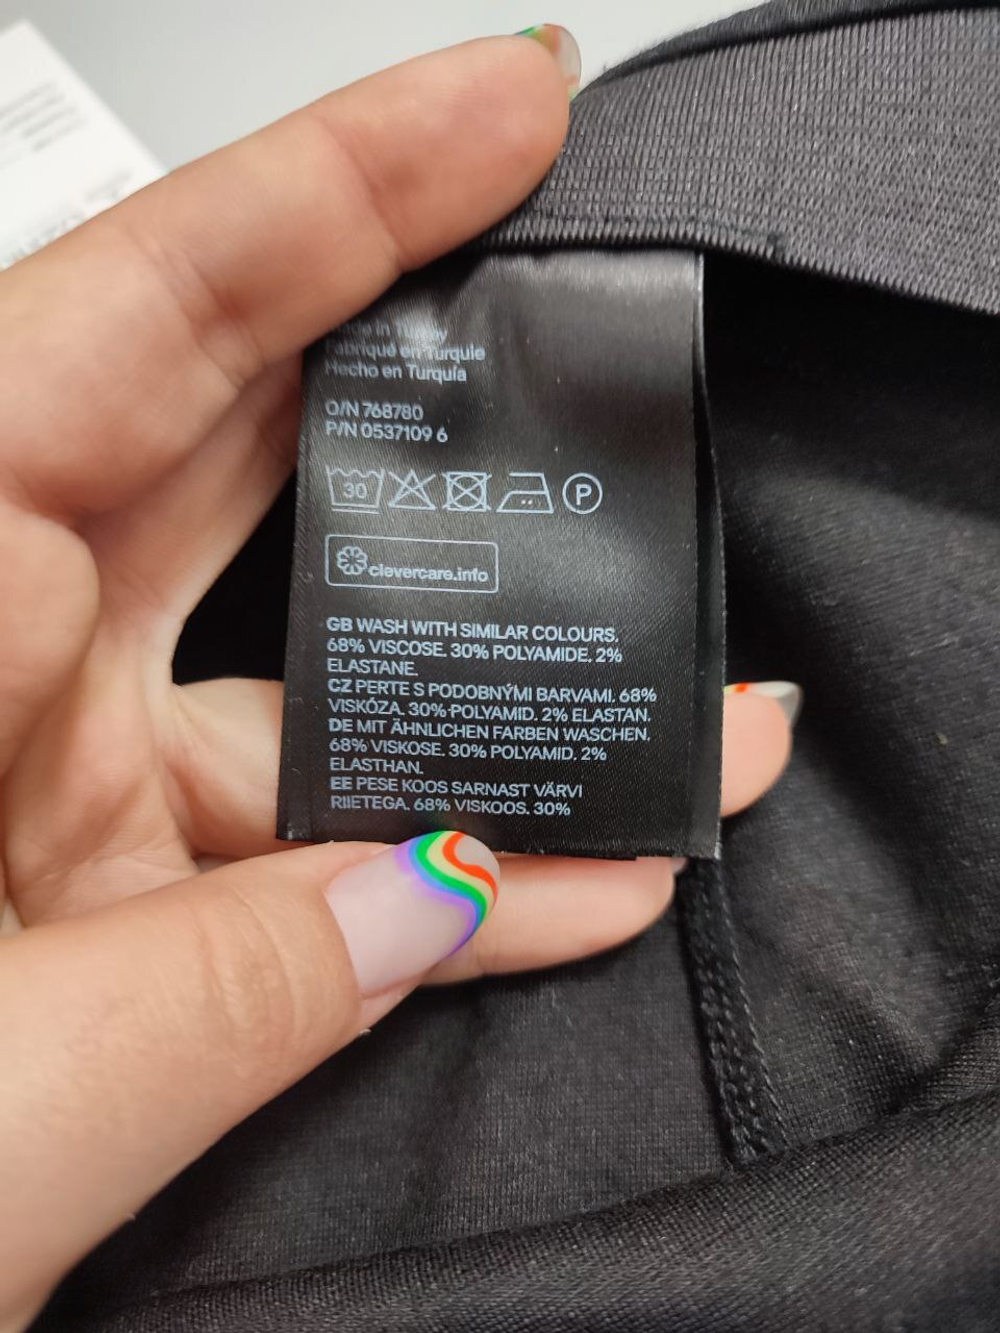 Made in Turkey
Fabriqué en Turquie
Hecho en Turquía
O/N 768780
P/N 0537109 6
30
P
clevercare.info
GB WASH WITH SIMILAR COLOURS.
68% VISCOSE. 30% POLYAMIDE. 2%
ELASTANE.
CZ PERTE S PODOBNÝMI BARVAMI. 68%
VISKÓZA. 30% POLYAMID. 2% ELASTAN.
DE MIT ÄHNLICHEN FARBEN WASCHEN.
68% VISKOSE. 30% POLYAMID. 2%
ELASTHAN.
EE PESE KOOS SARNAST VÄRVI
RIIETEGA. 68% VISKOOS. 30%